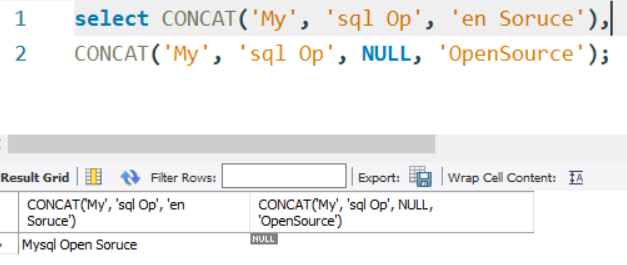 1 select CONCAT('My', 'sql Op', 'en Soruce'),
2 CONCAT('My', 'sql Op', NULL, 'OpenSource');
Result Grid Filter Rows: Export: Wrap Cell Content:
CONCAT('My', 'sql Op', 'en
Soruce')
CONCAT('My', 'sql Op', NULL,
'OpenSource')
Mysql Open Soruce NULL